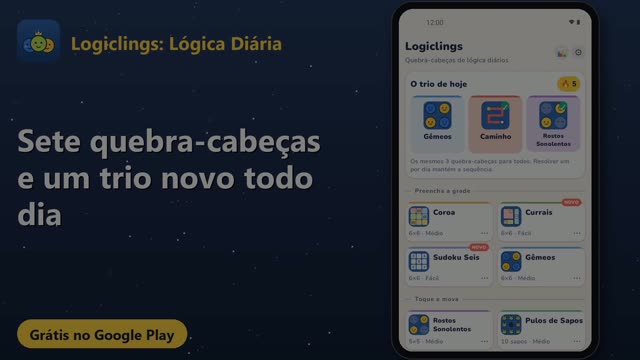 Logiclings: Lógica Diária
Sete quebra-cabeças
e um trio novo todo
dia
Grátis no Google Play
12:00
Logiclings
Quebra-cabeças de lógica diários
O trio de hoje
5
Gêmeos
Caminho
Rostos
Sonolentos
Os mesmos 3 quebra-cabeças para todos. Resolver um
por dia mantém a sequência.
Preencha a grade
Coroa
6×6 · Médio
NOVO
Currais
6×6 · Fácil
Sudoku Seis
NOVO
6×6 · Fácil
Gêmeos
6×6 · Médio
Toque e mova
Rostos
Sonolentos
5×5 · Médio
Pulos de Sapos
10 sapos · Médio